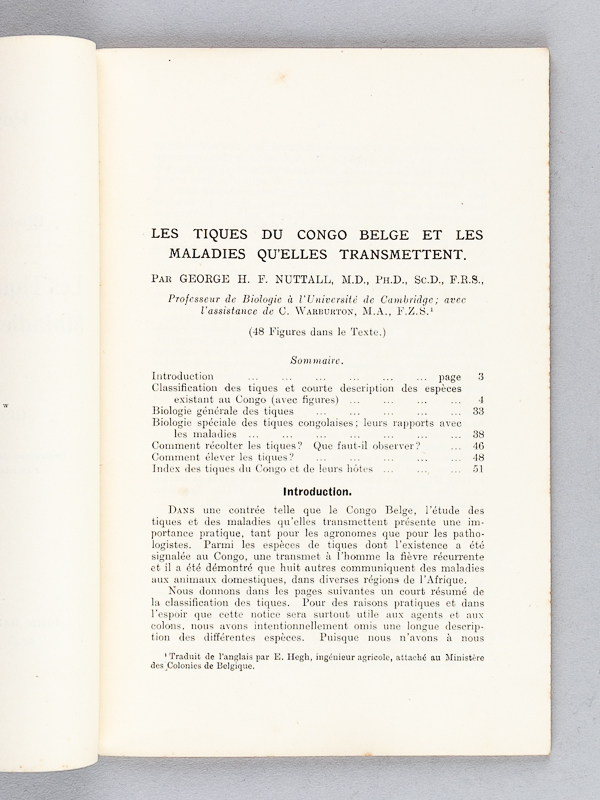 LES TIQUES DU CONGO BELGE ET LES
MALADIES QU'ELLES TRANSMETTENT.
PAR GEORGE H. F. NUTTALL, M.D., PH.D., SC.D., F.R.S.,
Professeur de Biologie à l'Université de Cambridge; avec
l'assistance de C. WARBURTON, M.A., F.Z.S.¹
(48 Figures dans le Texte.)
Sommaire.
Introduction ... ... ... ... ... ... page 3
Classification des tiques et courte description des espèces
existant au Congo (avec figures) ... ... ... ... 4
Biologie générale des tiques ... ... ... ... ... 33
Biologie spéciale des tiques congolaises; leurs rapports avec
les maladies ... ... ... ... ... ... ... 38
Comment récolter les tiques? Que faut-il observer? ... 46
Comment élever les tiques? ... ... ... ... ... 48
Index des tiques du Congo et de leurs hôtes ... ... ... 51
Introduction.
DANS une contrée telle que le Congo Belge, l'étude des
tiques et des maladies qu'elles transmettent présente une im-
portance pratique, tant pour les agronomes que pour les patho-
logistes. Parmi les espèces de tiques dont l'existence a été
signalée au Congo, une transmet à l'homme la fièvre récurrente
et il a été démontré que huit autres communiquent des maladies
aux animaux domestiques, dans diverses régions de l'Afrique.
Nous donnons dans les pages suivantes un court résumé de
la classification des tiques. Pour des raisons pratiques et dans
l'espoir que cette notice sera surtout utile aux agents et aux
colons, nous avons intentionnellement omis une longue descrip-
tion des différentes espèces. Puisque nous n'avons à nous
¹ Traduit de l'anglais par E. Hegh, ingénieur agricole, attaché au Ministère
des Colonies de Belgique.
w